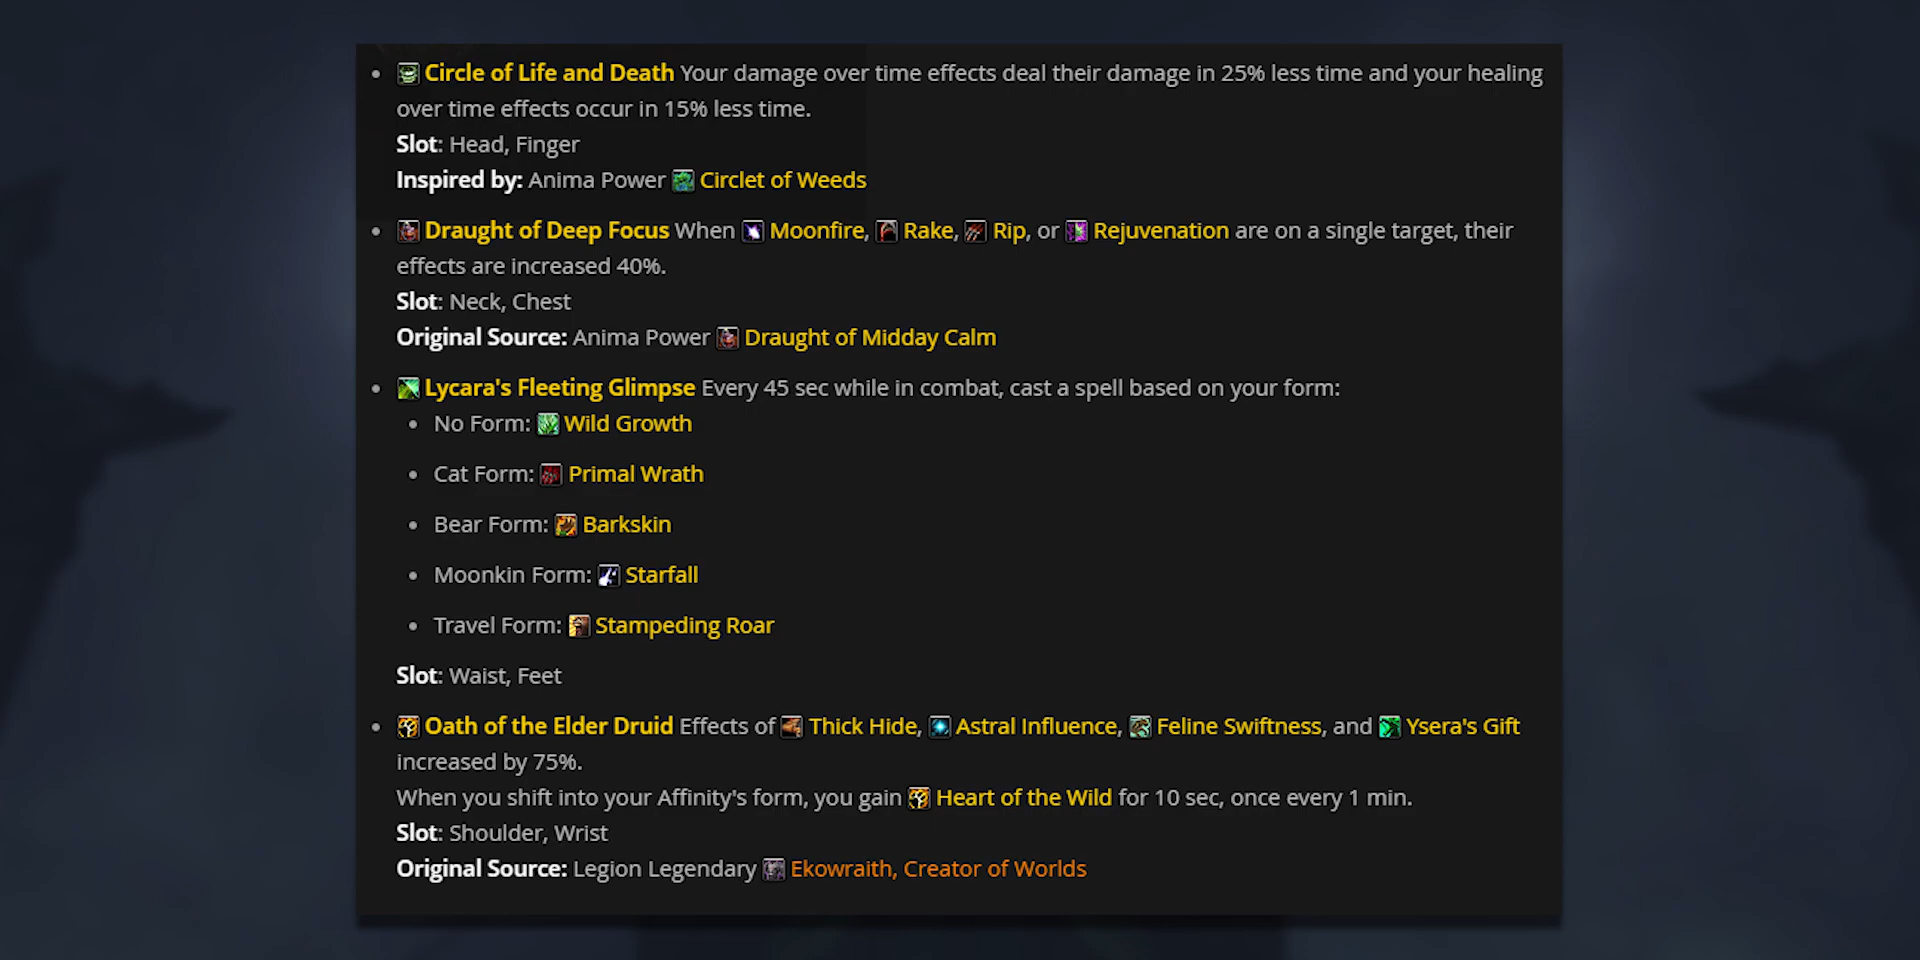 Circle of Life and Death Your damage over time effects deal their damage in 25% less time and your healing
over time effects occur in 15% less time.
Slot: Head, Finger
Inspired by: Anima Power Circlet of Weeds
Draught of Deep Focus When Moonfire, Rake, Rip, or Rejuvenation are on a single target, their
effects are increased 40%.
Slot: Neck, Chest
Original Source: Anima Power Draught of Midday Calm
Lycara's Fleeting Glimpse Every 45 sec while in combat, cast a spell based on your form:
No Form: Wild Growth
Cat Form: Primal Wrath
Bear Form: Barkskin
Moonkin Form: Starfall
Travel Form: Stampeding Roar
Slot: Waist, Feet
Oath of the Elder Druid Effects of Thick Hide, Astral Influence, Feline Swiftness, and Ysera's Gift
increased by 75%.
When you shift into your Affinity's form, you gain Heart of the Wild for 10 sec, once every 1 min.
Slot: Shoulder, Wrist
Original Source: Legion Legendary Ekowraith, Creator of Worlds